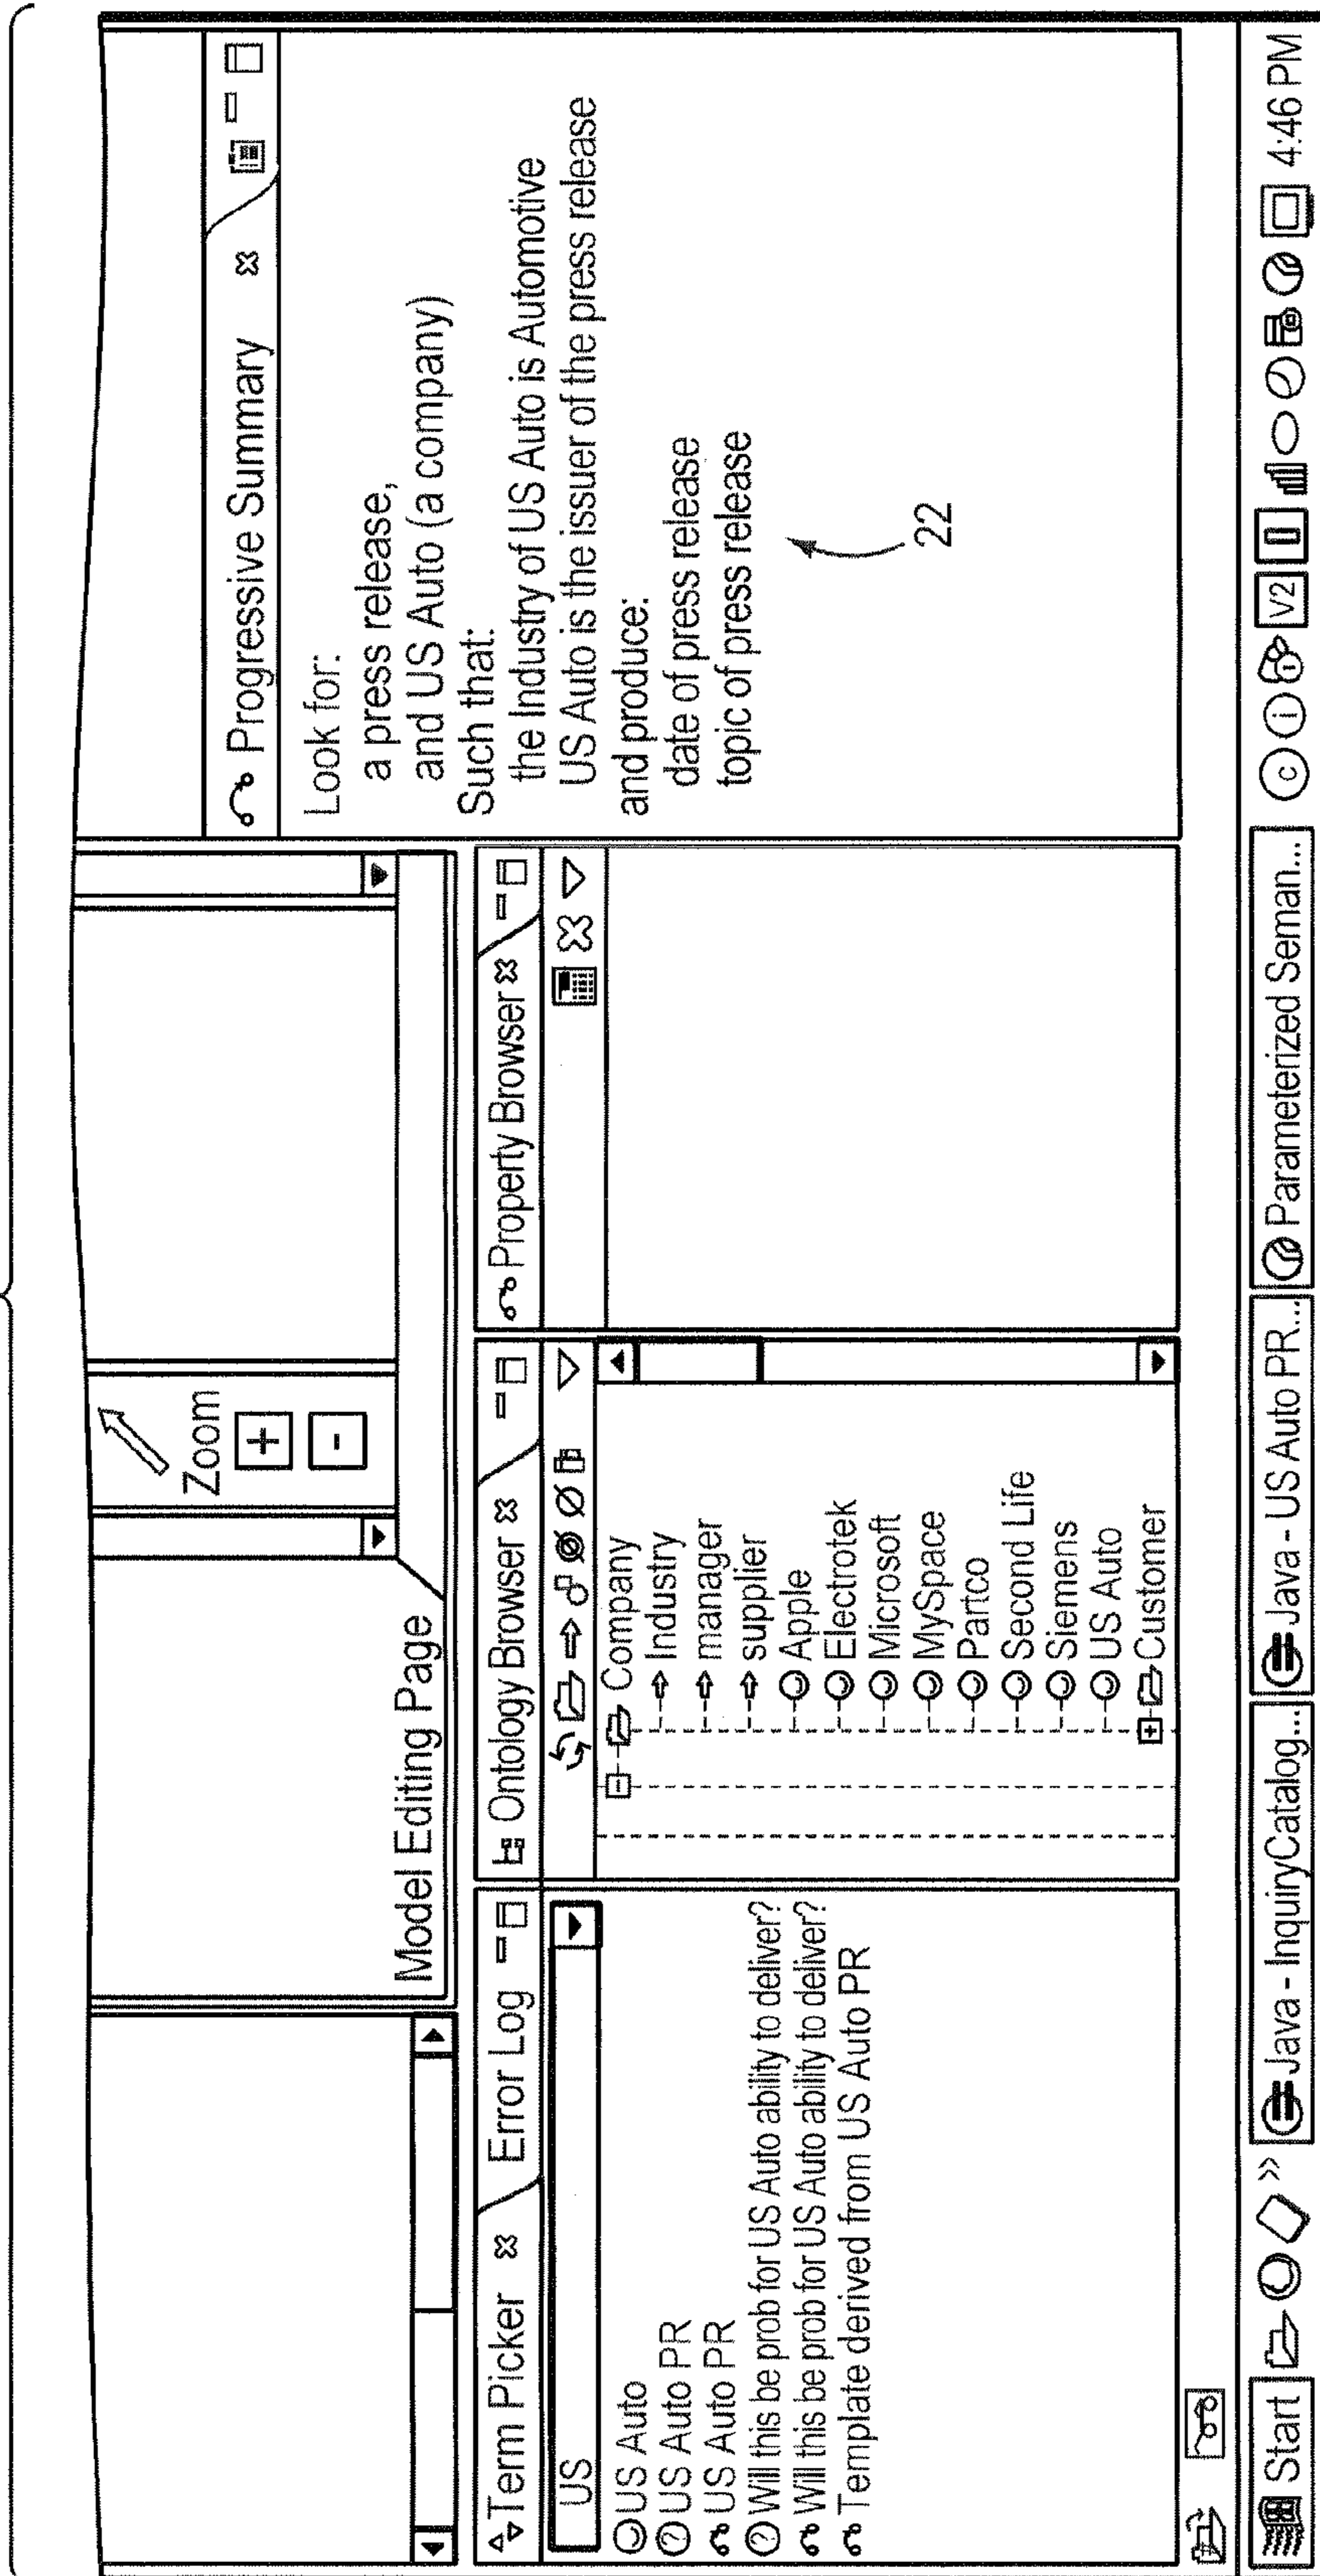 Zoom
+
-
Model Editing Page
Progressive Summary
Look for:
a press release,
and US Auto (a company)
Such that:
the Industry of US Auto is Automotive
US Auto is the issuer of the press release
and produce:
date of press release
topic of press release
22
Term Picker
Error Log
US
US Auto
? US Auto PR
US Auto PR
? Will this be prob for US Auto ability to deliver?
Will this be prob for US Auto ability to deliver?
Template derived from US Auto PR
Ontology Browser
Company
Industry
manager
supplier
Apple
Electrotek
Microsoft
MySpace
Partco
Second Life
Siemens
US Auto
Customer
Property Browser
Start
»
Java - InquiryCatalog...
Java - US Auto PR...
Parameterized Seman...
c
i
V2
4:46 PM